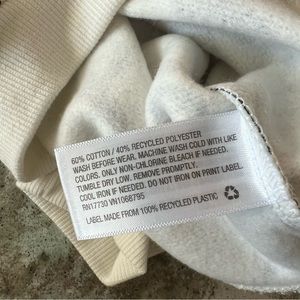 60% COTTON / 40% RECYCLED POLYESTER
WASH BEFORE WEAR. MACHINE WASH COLD WITH LIKE
COLORS. ONLY NON-CHLORINE BLEACH IF NEEDED.
TUMBLE DRY LOW. REMOVE PROMPTLY.
COOL IRON IF NEEDED. DO NOT IRON ON PRINT LABEL.
RN17730 VN1068795
LABEL MADE FROM 100% RECYCLED PLASTIC